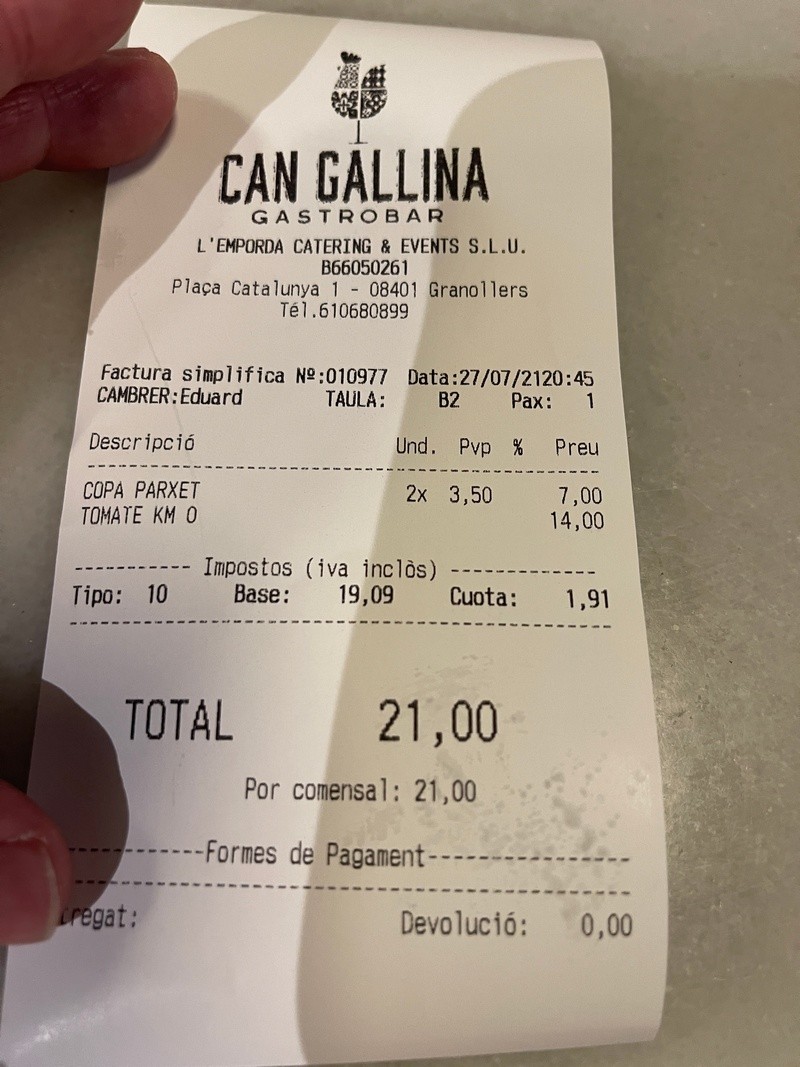 CAN GALLINA
GASTROBAR
L'EMPORDA CATERING & EVENTS S.L.U.
B66050261
Plaça Catalunya 1 - 08401 Granollers
Tél.610680899
Factura simplifica Nº:010977 Data:27/07/2120:45
CAMBRER:Eduard TAULA: B2 Pax: 1
Descripció Und. Pvp % Preu
COPA PARXET 2x 3,50 7,00
TOMATE KM 0 14,00
----------- Impostos (iva inclòs) -------------
Tipo: 10 Base: 19,09 Cuota: 1,91
TOTAL 21,00
Por comensal: 21,00
-----------Formes de Pagament-----------------
Devolució: 0,00